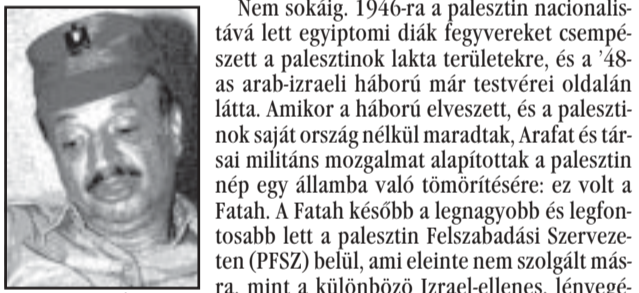 Nem sokáig. 1946-ra a palesztin nacionalis-
tává lett egyiptomi diák fegyvereket csempé-
szett a palesztinok lakta területekre, és a ’48-
as arab-izraeli háború már testvérei oldalán
látta. Amikor a háború elveszett, és a paleszti-
nok saját ország nélkül maradtak, Arafat és tár-
sai militáns mozgalmat alapítottak a palesztin
nép egy államba való tömörítésére: ez volt a
Fatah. A Fatah később a legnagyobb és legfon-
tosabb lett a palesztin Felszabadási Szerveze-
ten (PFSZ) belül, ami eleinte nem szolgált más-
ra, mint a különböző Izrael-ellenes, lényegé-